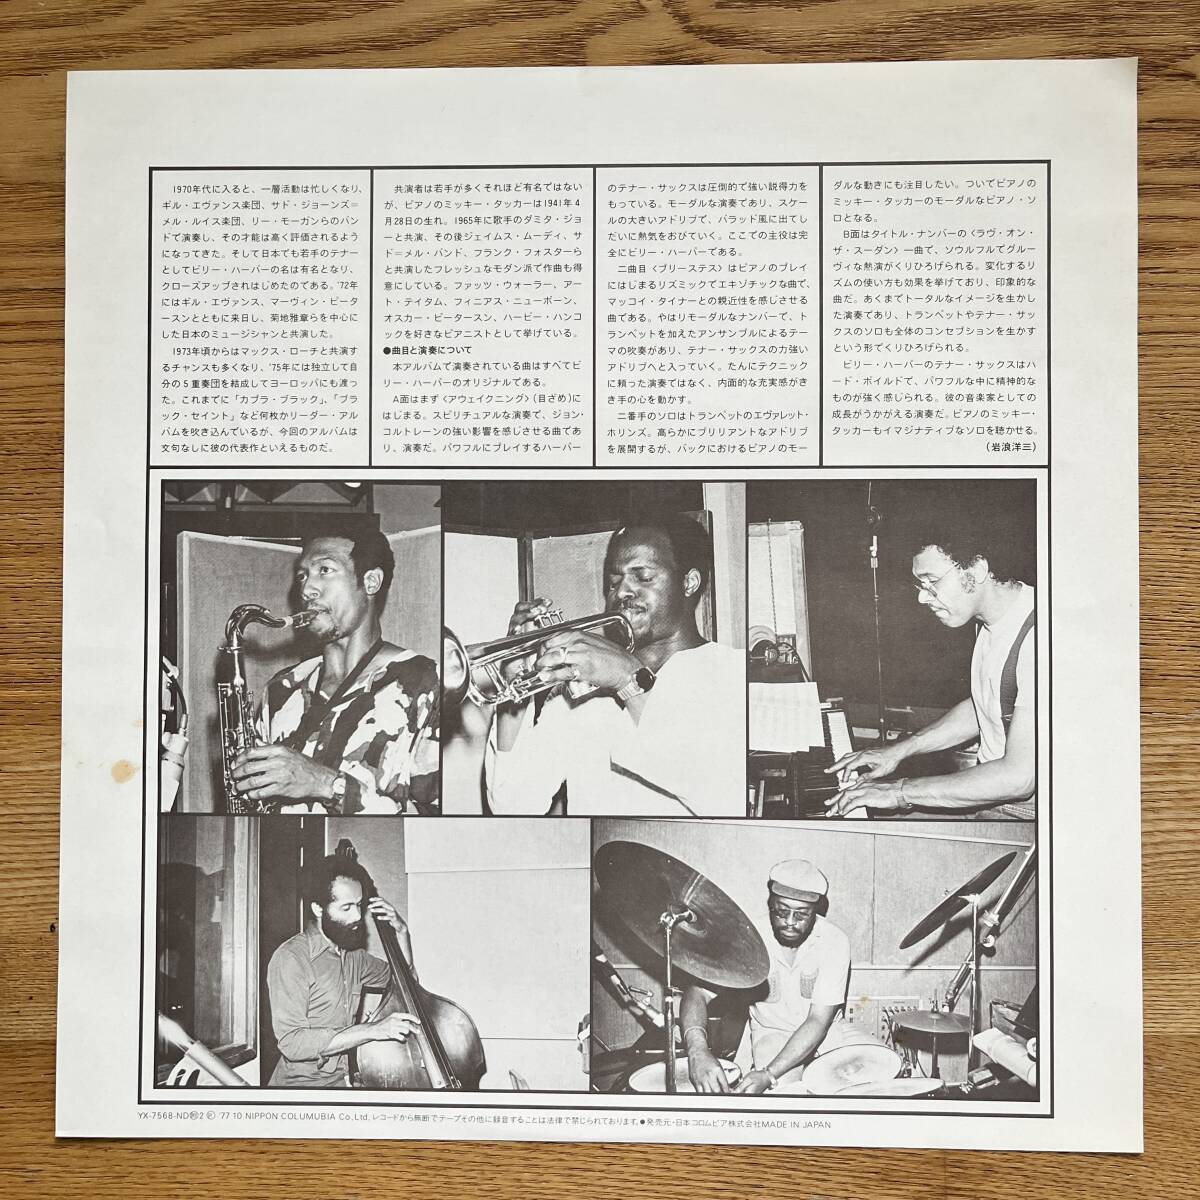 1970年代に入ると、一層活動は忙しくなり、
ギル・エヴァンス楽団、サド・ジョーンズ＝
メル・ルイス楽団、リー・モーガンらのバン
ドで演奏し、その才能は高く評価されるよう
になってきた。そして日本でも若手のテナー
としてビリー・ハーパーの名は有名となり、
クローズアップされはじめたのである。'72年
にはギル・エヴァンス、マーヴィン・ピータ
ースンとともに来日し、菊地雅章らを中心に
した日本のミュージシャンと共演した。
1973年頃からはマックス・ローチと共演す
るチャンスも多くなり、'75年には独立して自
分の5重奏団を結成してヨーロッパにも渡っ
た。これまでに「カプラ・ブラック」、「ブラ
ック・セイント」など何枚かリーダー・アル
バムを吹き込んでいるが、今回のアルバムは
文句なしに彼の代表作といえるものだ。
共演者は若手が多くそれほど有名ではない
が、ピアノのミッキー・タッカーは1941年4
月28日の生れ。1965年に歌手のダミタ・ジョ
ーと共演、その後ジェイムス・ムーディ、サ
ド＝メル・バンド、フランク・フォスターら
と共演したフレッシュなモダン派で作曲も得
意にしている。ファッツ・ウォーラー、アー
ト・テイタム、フィニアス・ニューボーン、
オスカー・ピータースン、ハービー・ハンコ
ックを好きなピアニストとして挙げている。
●曲目と演奏について
本アルバムで演奏されている曲はすべてビ
リー・ハーパーのオリジナルである。
A面はまず〈アウェイクニング〉(目ざめ)に
はじまる。スピリチュアルな演奏で、ジョン・
コルトレーンの強い影響を感じさせる曲であ
り、演奏だ。パワフルにプレイするハーパー
のテナー・サックスは圧倒的で強い説得力を
もっている。モーダルな演奏であり、スケー
ルの大きいアドリブで、バラッド風に出てし
だいに熱気をおびていく。ここでの主役は完
全にビリー・ハーパーである。
二曲目〈プリーステス〉はピアノのプレイ
にはじまるリズミックでエキゾチックな曲で、
マッコイ・タイナーとの親近性を感じさせる
曲である。やはりモーダルなナンバーで、ト
ランペットを加えたアンサンブルによるテー
マの吹奏があり、テナー・サックスの力強い
アドリブへと入っていく。たんにテクニック
に頼った演奏ではなく、内面的な充実感がき
き手の心を動かす。
二番手のソロはトランペットのエヴァレット・
ホリンズ。高らかにブリリアントなアドリブ
を展開するが、バックにおけるピアノのモー
ダルな動きにも注目したい。ついでピアノの
ミッキー・タッカーのモーダルなピアノ・ソ
ロとなる。
B面はタイトル・ナンバーの〈ラヴ・オン・
ザ・スーダン〉一曲で、ソウルフルでグルー
ヴィな熱演がくりひろげられる。変化するリ
ズムの使い方も効果を挙げており、印象的な
曲だ。あくまでトータルなイメージを生かし
た演奏であり、トランペットやテナー・サッ
クスのソロも全体のコンセプションを生かす
という形でくりひろげられる。
ビリー・ハーパーのテナー・サックスはハ
ード・ボイルドで、パワフルな中に精神的な
ものが強く感じられる。彼の音楽家としての
成長がうかがえる演奏だ。ピアノのミッキー・
タッカーもイマジナティブなソロを聴かせる。
(岩浪洋三)
YX-7568-ND 2 Ⓟ '77 10 NIPPON COLUMUBIA Co,Ltd. レコードから無断でテープその他に録音することは法律で禁じられております。●発売元・日本コロムビア株式会社MADE IN JAPAN